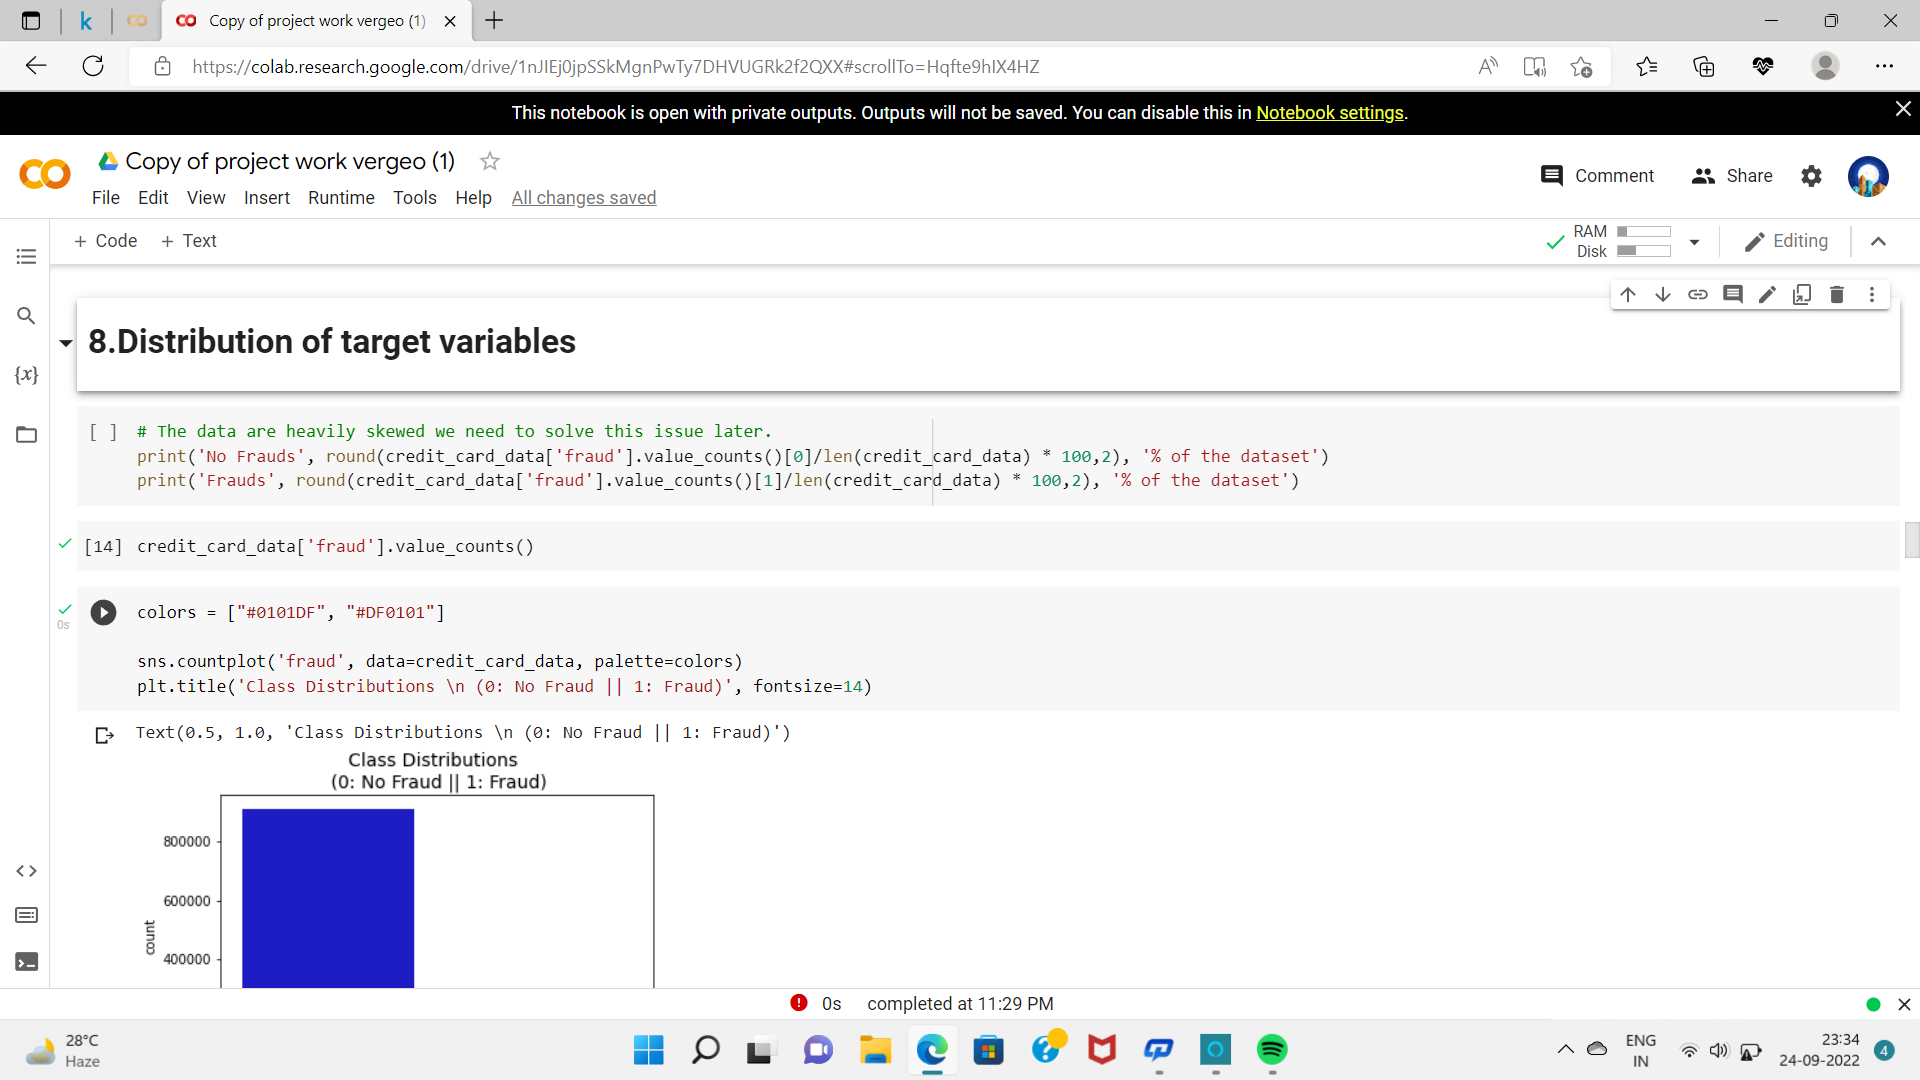 Copy of project work vergeo (1)
https://colab.research.google.com/drive/1nJIEj0jpSSkMgnPwTy7DHVUGRk2f2QXX#scrollTo=Hqfte9hIX4HZ
This notebook is open with private outputs. Outputs will not be saved. You can disable this in Notebook settings.
Copy of project work vergeo (1)
File Edit View Insert Runtime Tools Help All changes saved
Comment Share
+ Code + Text
RAM
Disk
Editing
8.Distribution of target variables
[ ] # The data are heavily skewed we need to solve this issue later.
print('No Frauds', round(credit_card_data['fraud'].value_counts()[0]/len(credit_card_data) * 100,2), '% of the dataset')
print('Frauds', round(credit_card_data['fraud'].value_counts()[1]/len(credit_card_data) * 100,2), '% of the dataset')
[14] credit_card_data['fraud'].value_counts()
0s
colors = ["#0101DF", "#DF0101"]
sns.countplot('fraud', data=credit_card_data, palette=colors)
plt.title('Class Distributions \n (0: No Fraud || 1: Fraud)', fontsize=14)
Text(0.5, 1.0, 'Class Distributions \n (0: No Fraud || 1: Fraud)')
Class Distributions
(0: No Fraud || 1: Fraud)
800000
600000
count
400000
0s completed at 11:29 PM
28°C
Haze
ENG
IN
23:34
24-09-2022
4